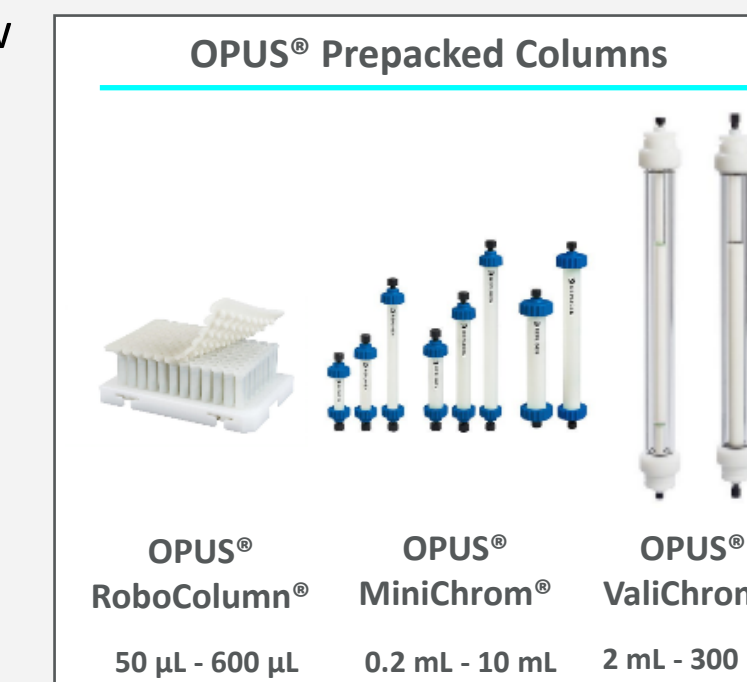 OPUS® Prepacked Columns
OPUS®
RoboColumn®
50 µL - 600 µL
OPUS®
MiniChrom®
0.2 mL - 10 mL
OPUS®
ValiChrom
2 mL - 300